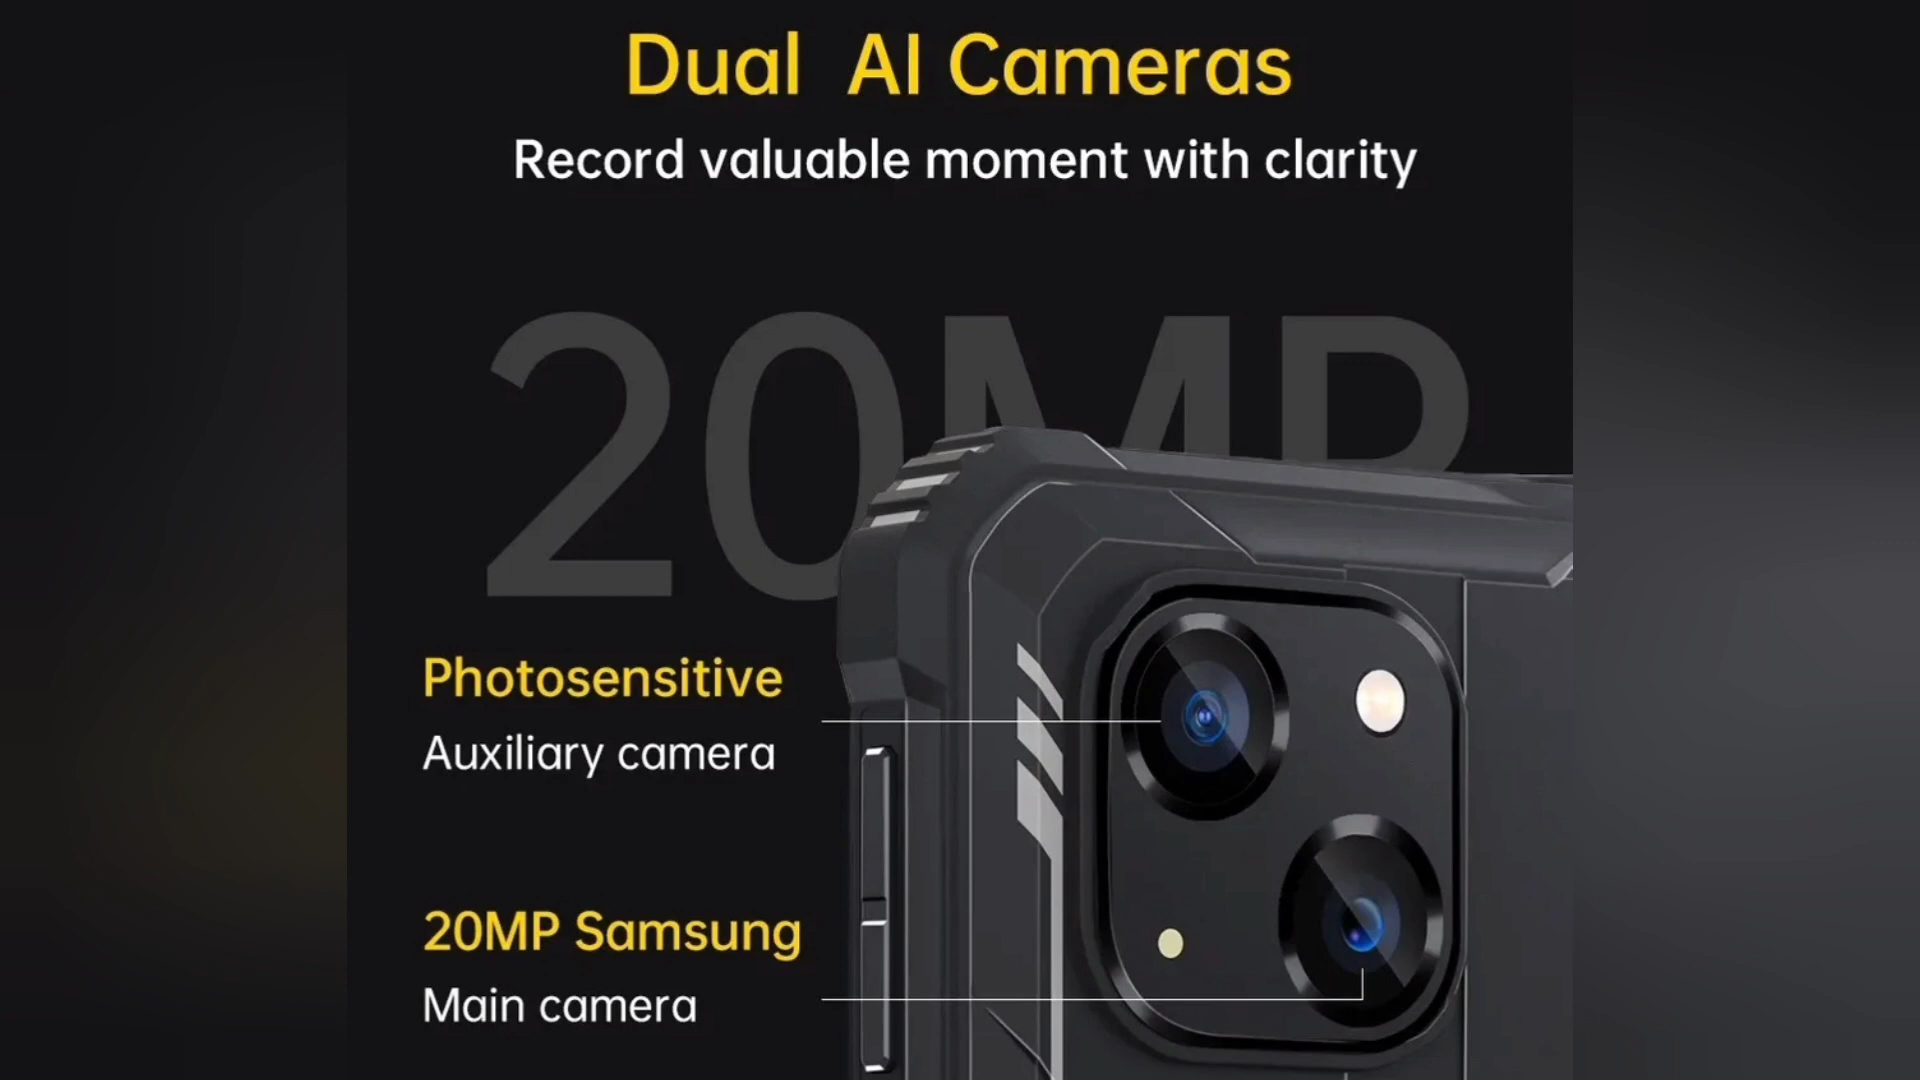 Dual AI Cameras
Record valuable moment with clarity
20MP
Photosensitive
Auxiliary camera
20MP Samsung
Main camera